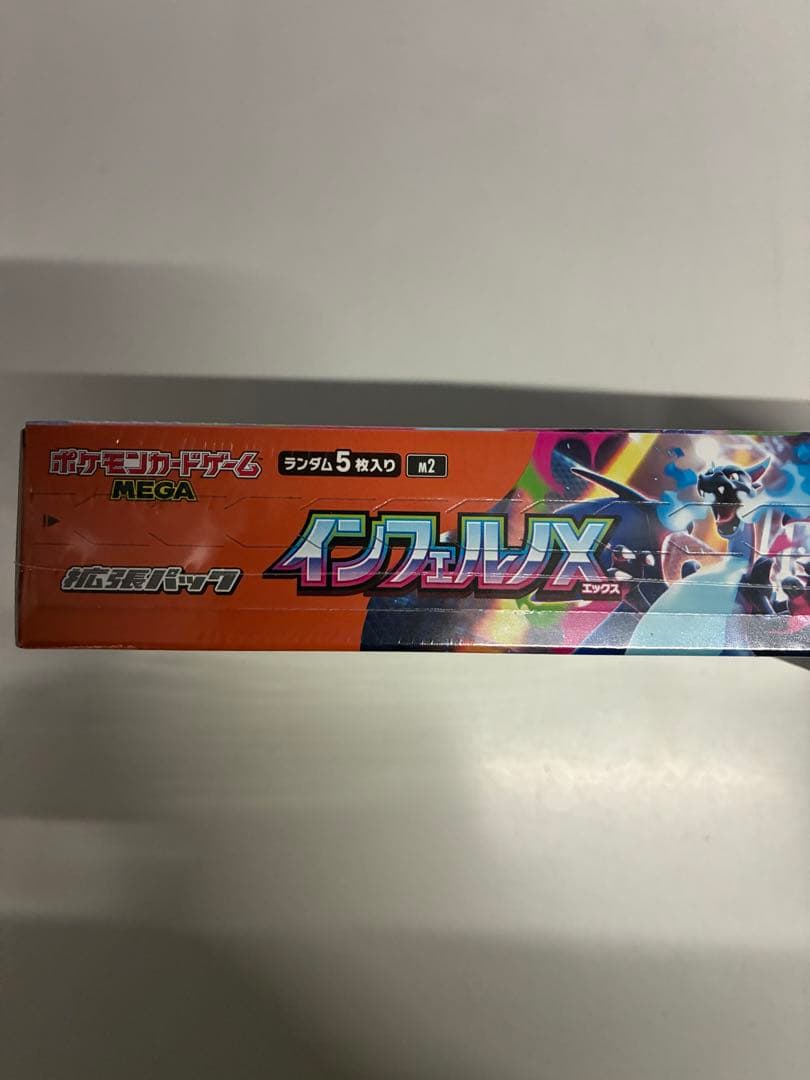 ポケモンカードゲーム
MEGA
ランダム5枚入り M2
拡張パック
インフェルノX
エックス